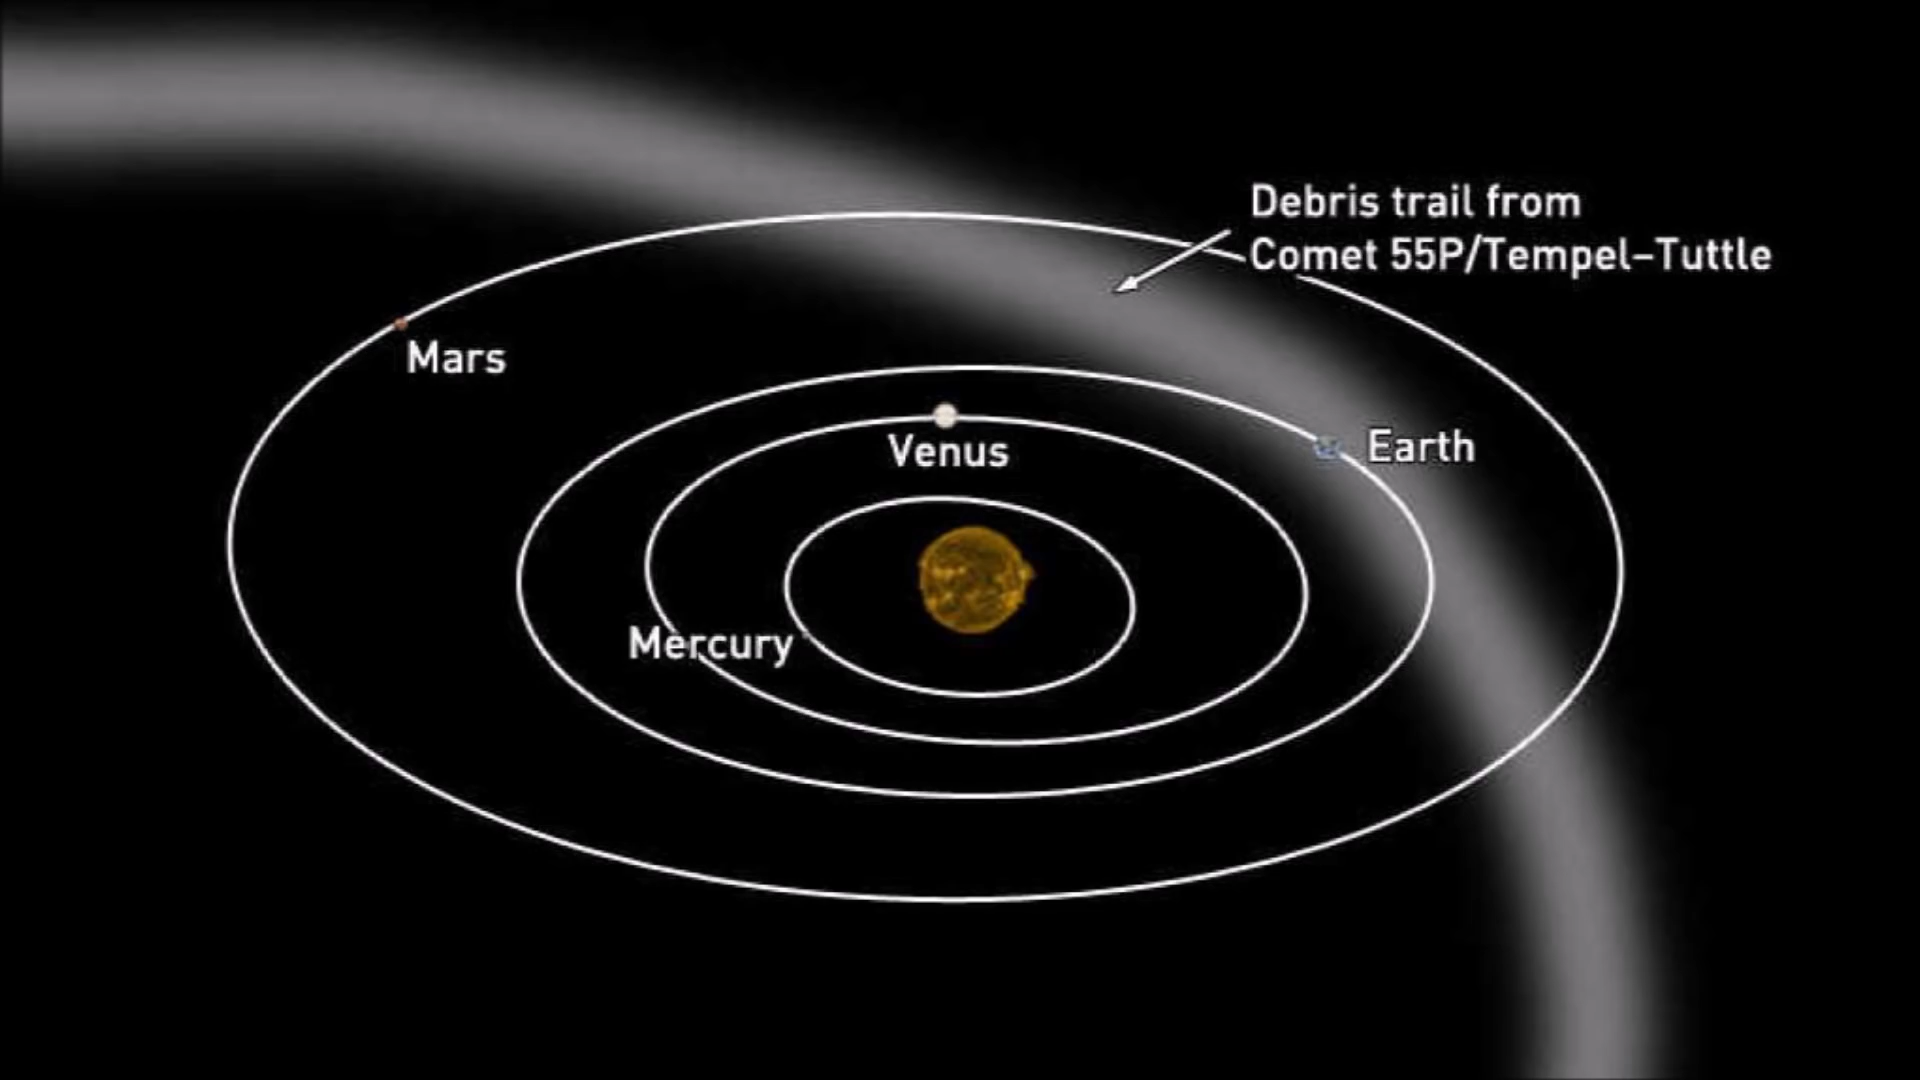 Debris trail from
Comet 55P/Tempel–Tuttle
Mars
Earth
Venus
Mercury